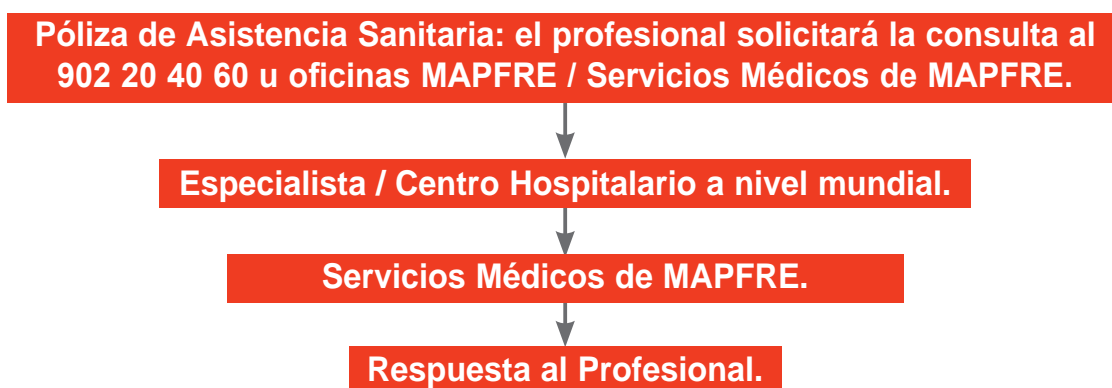 Póliza de Asistencia Sanitaria: el profesional solicitará la consulta al
902 20 40 60 u oficinas MAPFRE / Servicios Médicos de MAPFRE.
Especialista / Centro Hospitalario a nivel mundial.
Servicios Médicos de MAPFRE.
Respuesta al Profesional.